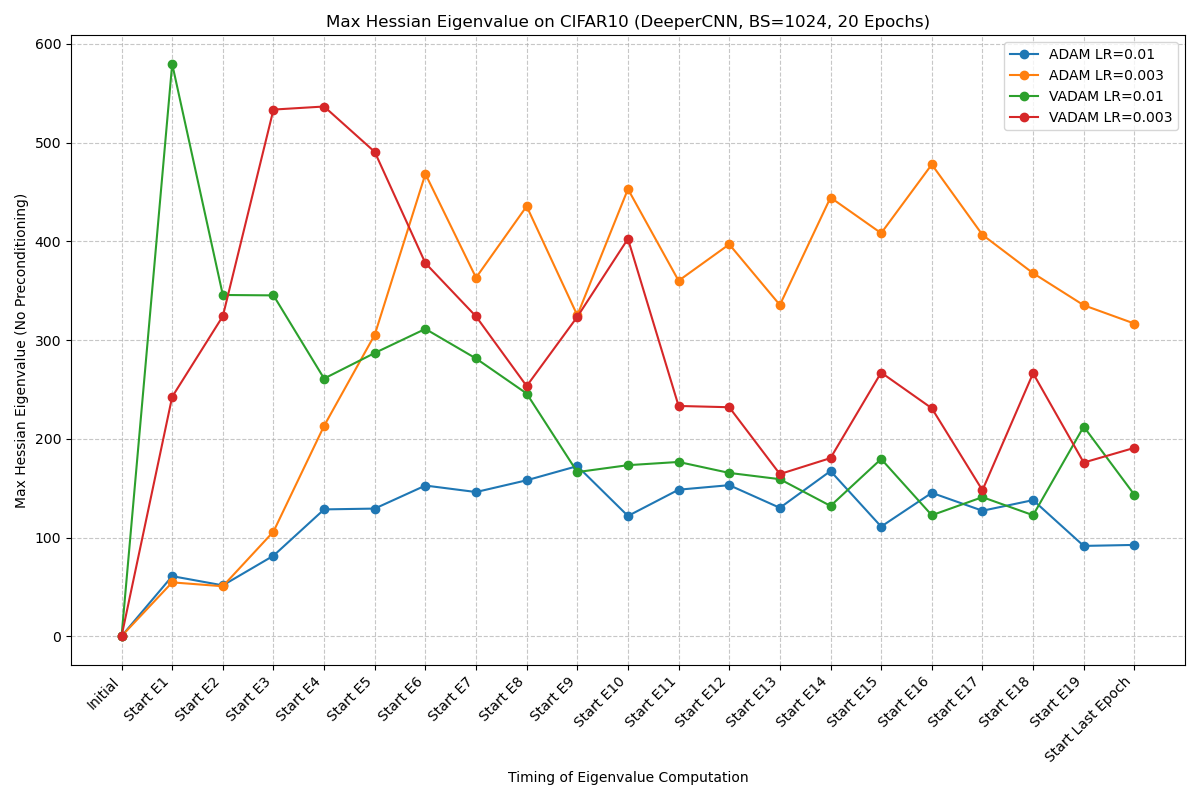 Max Hessian Eigenvalue on CIFAR10 (DeeperCNN, BS=1024, 20 Epochs)
ADAM LR=0.01
ADAM LR=0.003
VADAM LR=0.01
VADAM LR=0.003
Max Hessian Eigenvalue (No Preconditioning)
600
500
400
300
200
100
0
Initial
Start E1
Start E2
Start E3
Start E4
Start E5
Start E6
Start E7
Start E8
Start E9
Start E10
Start E11
Start E12
Start E13
Start E14
Start E15
Start E16
Start E17
Start E18
Start E19
Start Last Epoch
Timing of Eigenvalue Computation